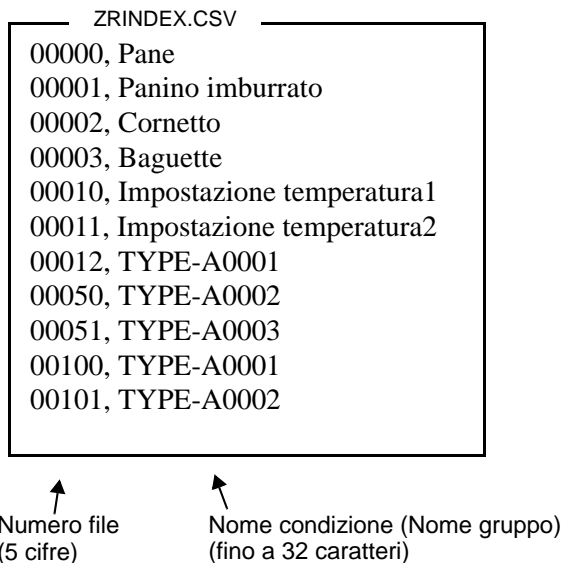 ZRINDEX.CSV
00000, Pane
00001, Panino imburrato
00002, Cornetto
00003, Baguette
00010, Impostazione temperatura1
00011, Impostazione temperatura2
00012, TYPE-A0001
00050, TYPE-A0002
00051, TYPE-A0003
00100, TYPE-A0001
00101, TYPE-A0002
Numero file
(5 cifre)
Nome condizione (Nome gruppo)
(fino a 32 caratteri)